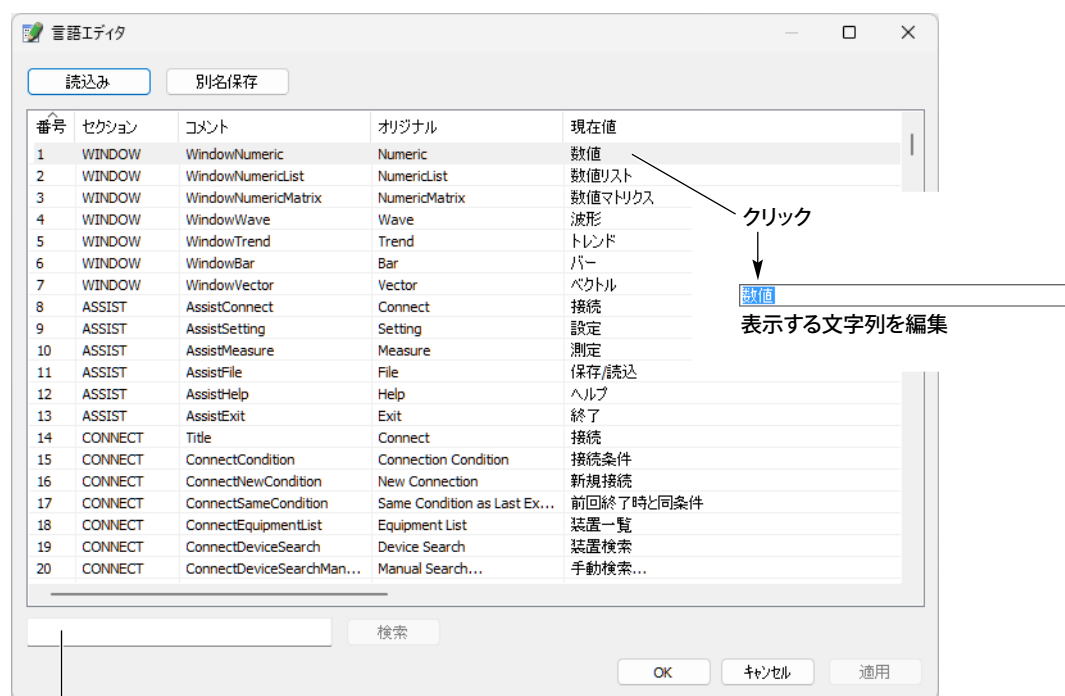 言語エディタ
読込み 別名保存
番号 セクション コメント オリジナル 現在値
1 WINDOW WindowNumeric Numeric 数値
2 WINDOW WindowNumericList NumericList 数値リスト
3 WINDOW WindowNumericMatrix NumericMatrix 数値マトリクス
4 WINDOW WindowWave Wave 波形
5 WINDOW WindowTrend Trend トレンド
6 WINDOW WindowBar Bar バー
7 WINDOW WindowVector Vector ベクトル
8 ASSIST AssistConnect Connect 接続
9 ASSIST AssistSetting Setting 設定
10 ASSIST AssistMeasure Measure 測定
11 ASSIST AssistFile File 保存/読込
12 ASSIST AssistHelp Help ヘルプ
13 ASSIST AssistExit Exit 終了
14 CONNECT Title Connect 接続
15 CONNECT ConnectCondition Connection Condition 接続条件
16 CONNECT ConnectNewCondition New Connection 新規接続
17 CONNECT ConnectSameCondition Same Condition as Last Ex... 前回終了時と同条件
18 CONNECT ConnectEquipmentList Equipment List 装置一覧
19 CONNECT ConnectDeviceSearch Device Search 装置検索
20 CONNECT ConnectDeviceSearchMan... Manual Search... 手動検索...
クリック
数値
表示する文字列を編集
検索
OK キャンセル 適用